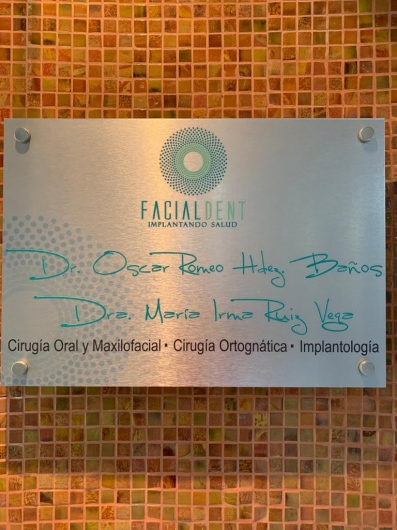 FACIALDENT
IMPLANTANDO SALUD
Dr. Oscar Romeo Hdez. Baños
Dra. María Irma Ruiz Vega
Cirugía Oral y Maxilofacial • Cirugía Ortognática • Implantología